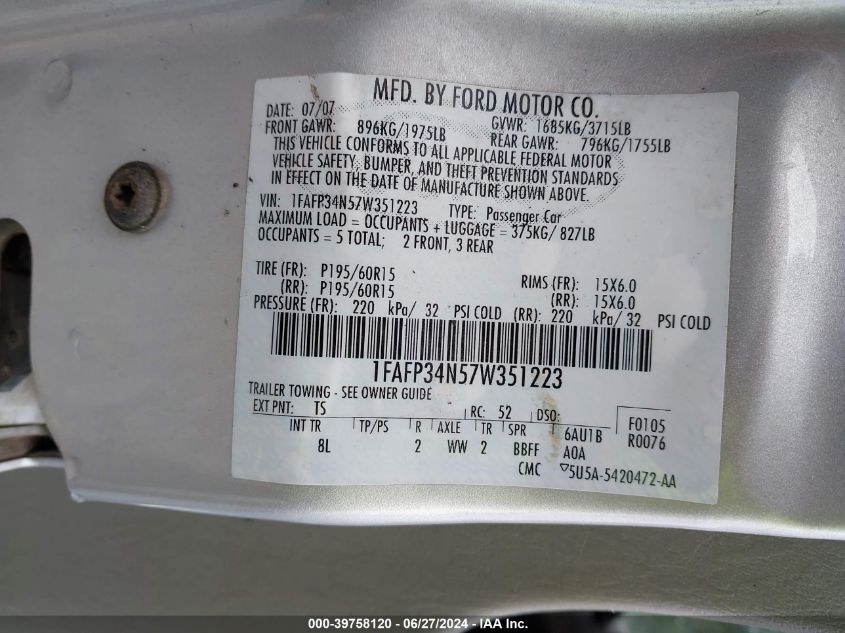 MFD. BY FORD MOTOR CO.
DATE: 07/07 GVWR: 1685KG/3715LB
FRONT GAWR: 896KG/1975LB REAR GAWR: 796KG/1755LB
THIS VEHICLE CONFORMS TO ALL APPLICABLE FEDERAL MOTOR
VEHICLE SAFETY, BUMPER, AND THEFT PREVENTION STANDARDS
IN EFFECT ON THE DATE OF MANUFACTURE SHOWN ABOVE.
VIN: 1FAFP34N57W351223 TYPE: Passenger Car
MAXIMUM LOAD = OCCUPANTS + LUGGAGE = 375KG/ 827LB
OCCUPANTS = 5 TOTAL; 2 FRONT, 3 REAR
TIRE (FR): P195/60R15 RIMS (FR): 15X6.0
(RR): P195/60R15 (RR): 15X6.0
PRESSURE (FR): 220 kPa/ 32 PSI COLD (RR): 220 kPa/ 32 PSI COLD
1FAFP34N57W351223
TRAILER TOWING - SEE OWNER GUIDE
EXT PNT: TS RC: 52 DSO: F0105
INT TR TP/PS R AXLE TR SPR 6AU1B R0076
8L 2 WW 2 BBFF AOA
CMC ▽5U5A-5420472-AA
000-39758120 - 06/27/2024 - WWW.IAAI.COM